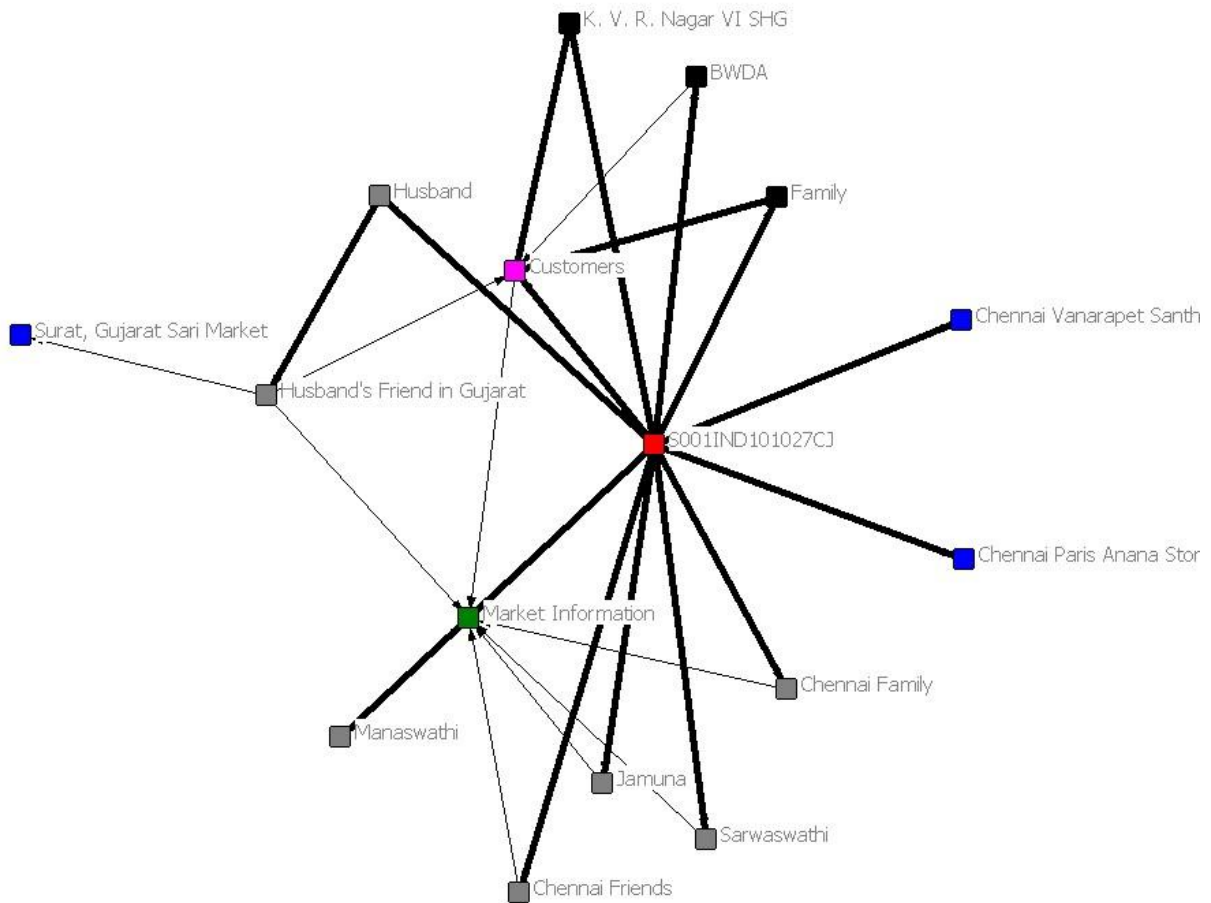 K. V. R. Nagar VI SHG
BWDA
Husband
Family
Customers
Chennai Vanarapet Santh
Surat, Gujarat Sari Market
Husband's Friend in Gujarat
S001IND101027CJ
Chennai Paris Anana Stor
Market Information
Chennai Family
Manaswathi
Jamuna
Sarwaswathi
Chennai Friends